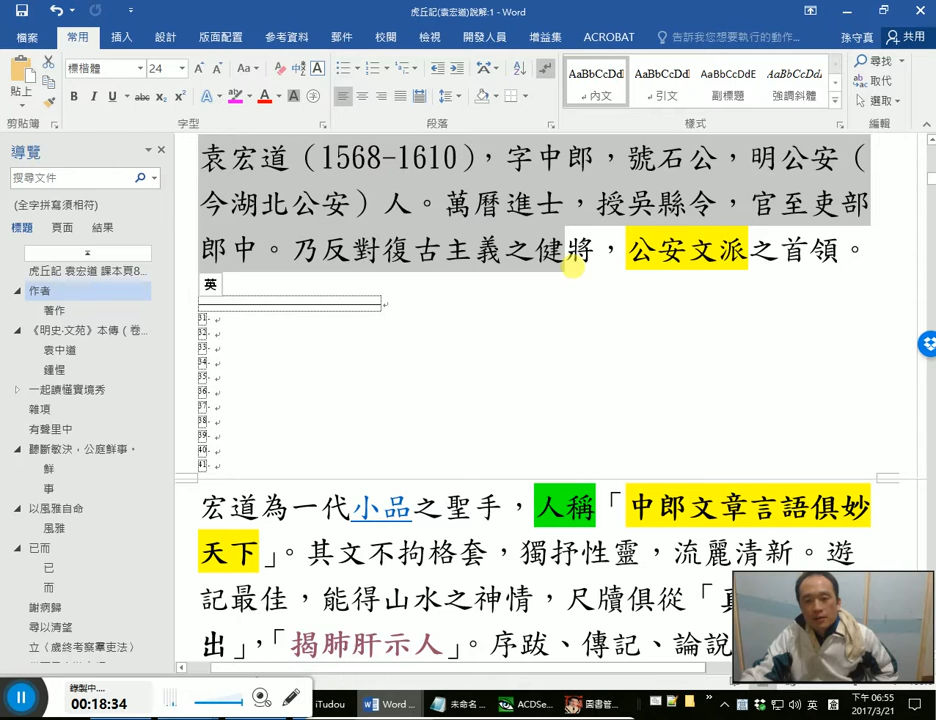 虎丘記(袁宏道)說解:1 - Word
檔案 常用 插入 設計 版面配置 參考資料 郵件 校閱 檢視 開發人員 增益集 ACROBAT 告訴我您想要執行的動作... 孫守真 共用
貼上 標楷體 24 Aa A 中 A
B I U abc x₂ x² A A A
AaBbCcDd AaBbCcDd AaBbCcDd AaBbCcDd
內文 引文 副標題 強調斜體
尋找
取代
選取
剪貼簿 字型 段落 樣式 編輯
導覽
搜尋文件
(全字拼寫須相符)
標題 頁面 結果
虎丘記 袁宏道 課本頁8...
作者
著作
《明史·文苑》本傳（卷...
袁中道
鍾惺
一起讀懂實境秀
雜項
有聲里中
聽斷敏決，公庭鮮事。
鮮
事
以風雅自命
風雅
已而
已
而
謝病歸
尋以清望
立（歲終考察羣吏法）
袁宏道（1568-1610），字中郎，號石公，明公安（
今湖北公安）人。萬曆進士，授吳縣令，官至吏部
郎中。乃反對復古主義之健將，公安文派之首領。
英
31
32
33
34
35
36
37
38
39
40
41
宏道為一代小品之聖手，人稱「中郎文章言語俱妙
天下」。其文不拘格套，獨抒性靈，流麗清新。遊
記最佳，能得山水之神情，尺牘俱從「
出」，「揭肺肝示人」。序跋、傳記、論說
錄製中....
00:18:34
iTudou Word ... 未命名... ACDSe... 圖書管... 英
下午 06:55
2017/3/21